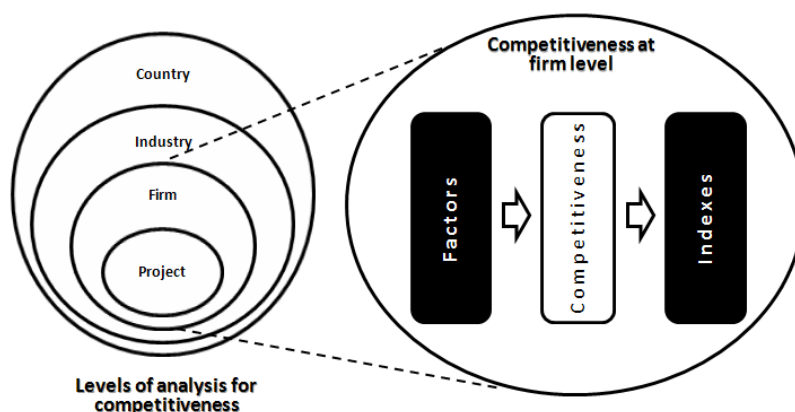 Country
Industry
Firm
Project
Levels of analysis for
competitiveness
Competitiveness at
firm level
Factors
Competitiveness
Indexes